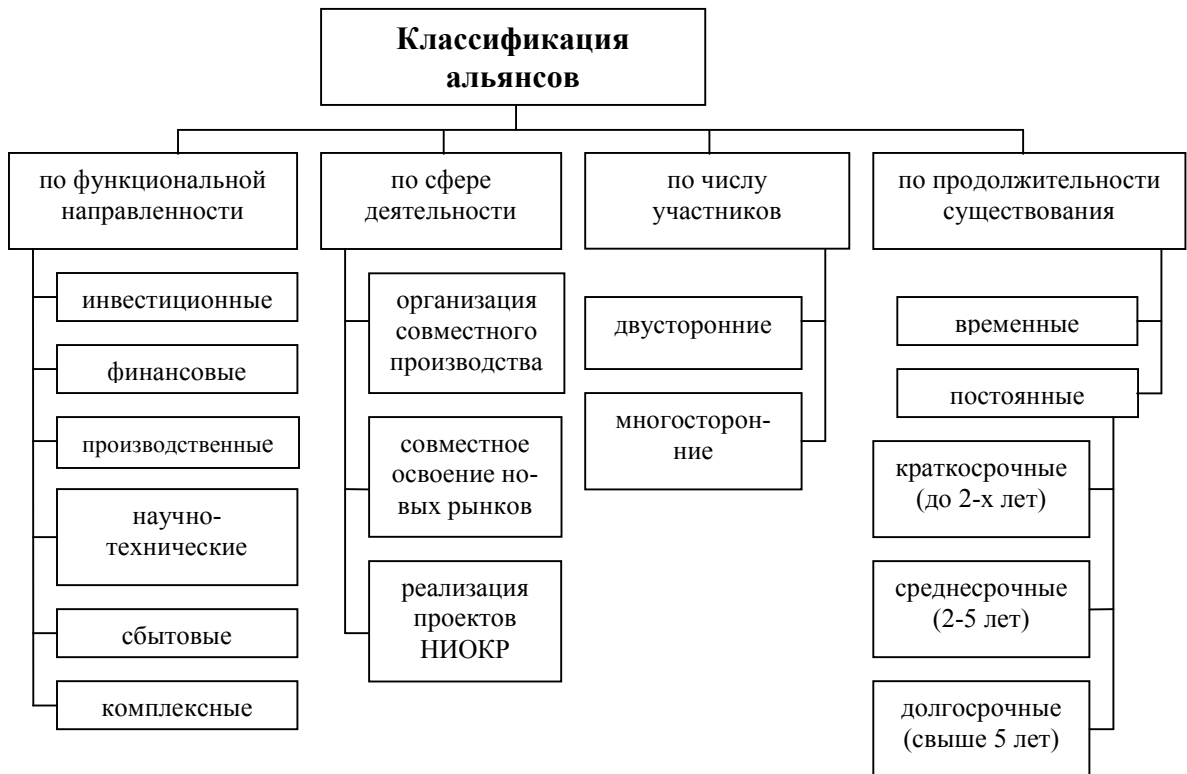 Классификация
альянсов
по функциональной
направленности
инвестиционные
финансовые
производственные
научно-
технические
сбытовые
комплексные
по сфере
деятельности
организация
совместного
производства
совместное
освоение но-
вых рынков
реализация
проектов
НИОКР
по числу
участников
двусторонние
многосторон-
ние
по продолжительности
существования
временные
постоянные
краткосрочные
(до 2-х лет)
среднесрочные
(2-5 лет)
долгосрочные
(свыше 5 лет)